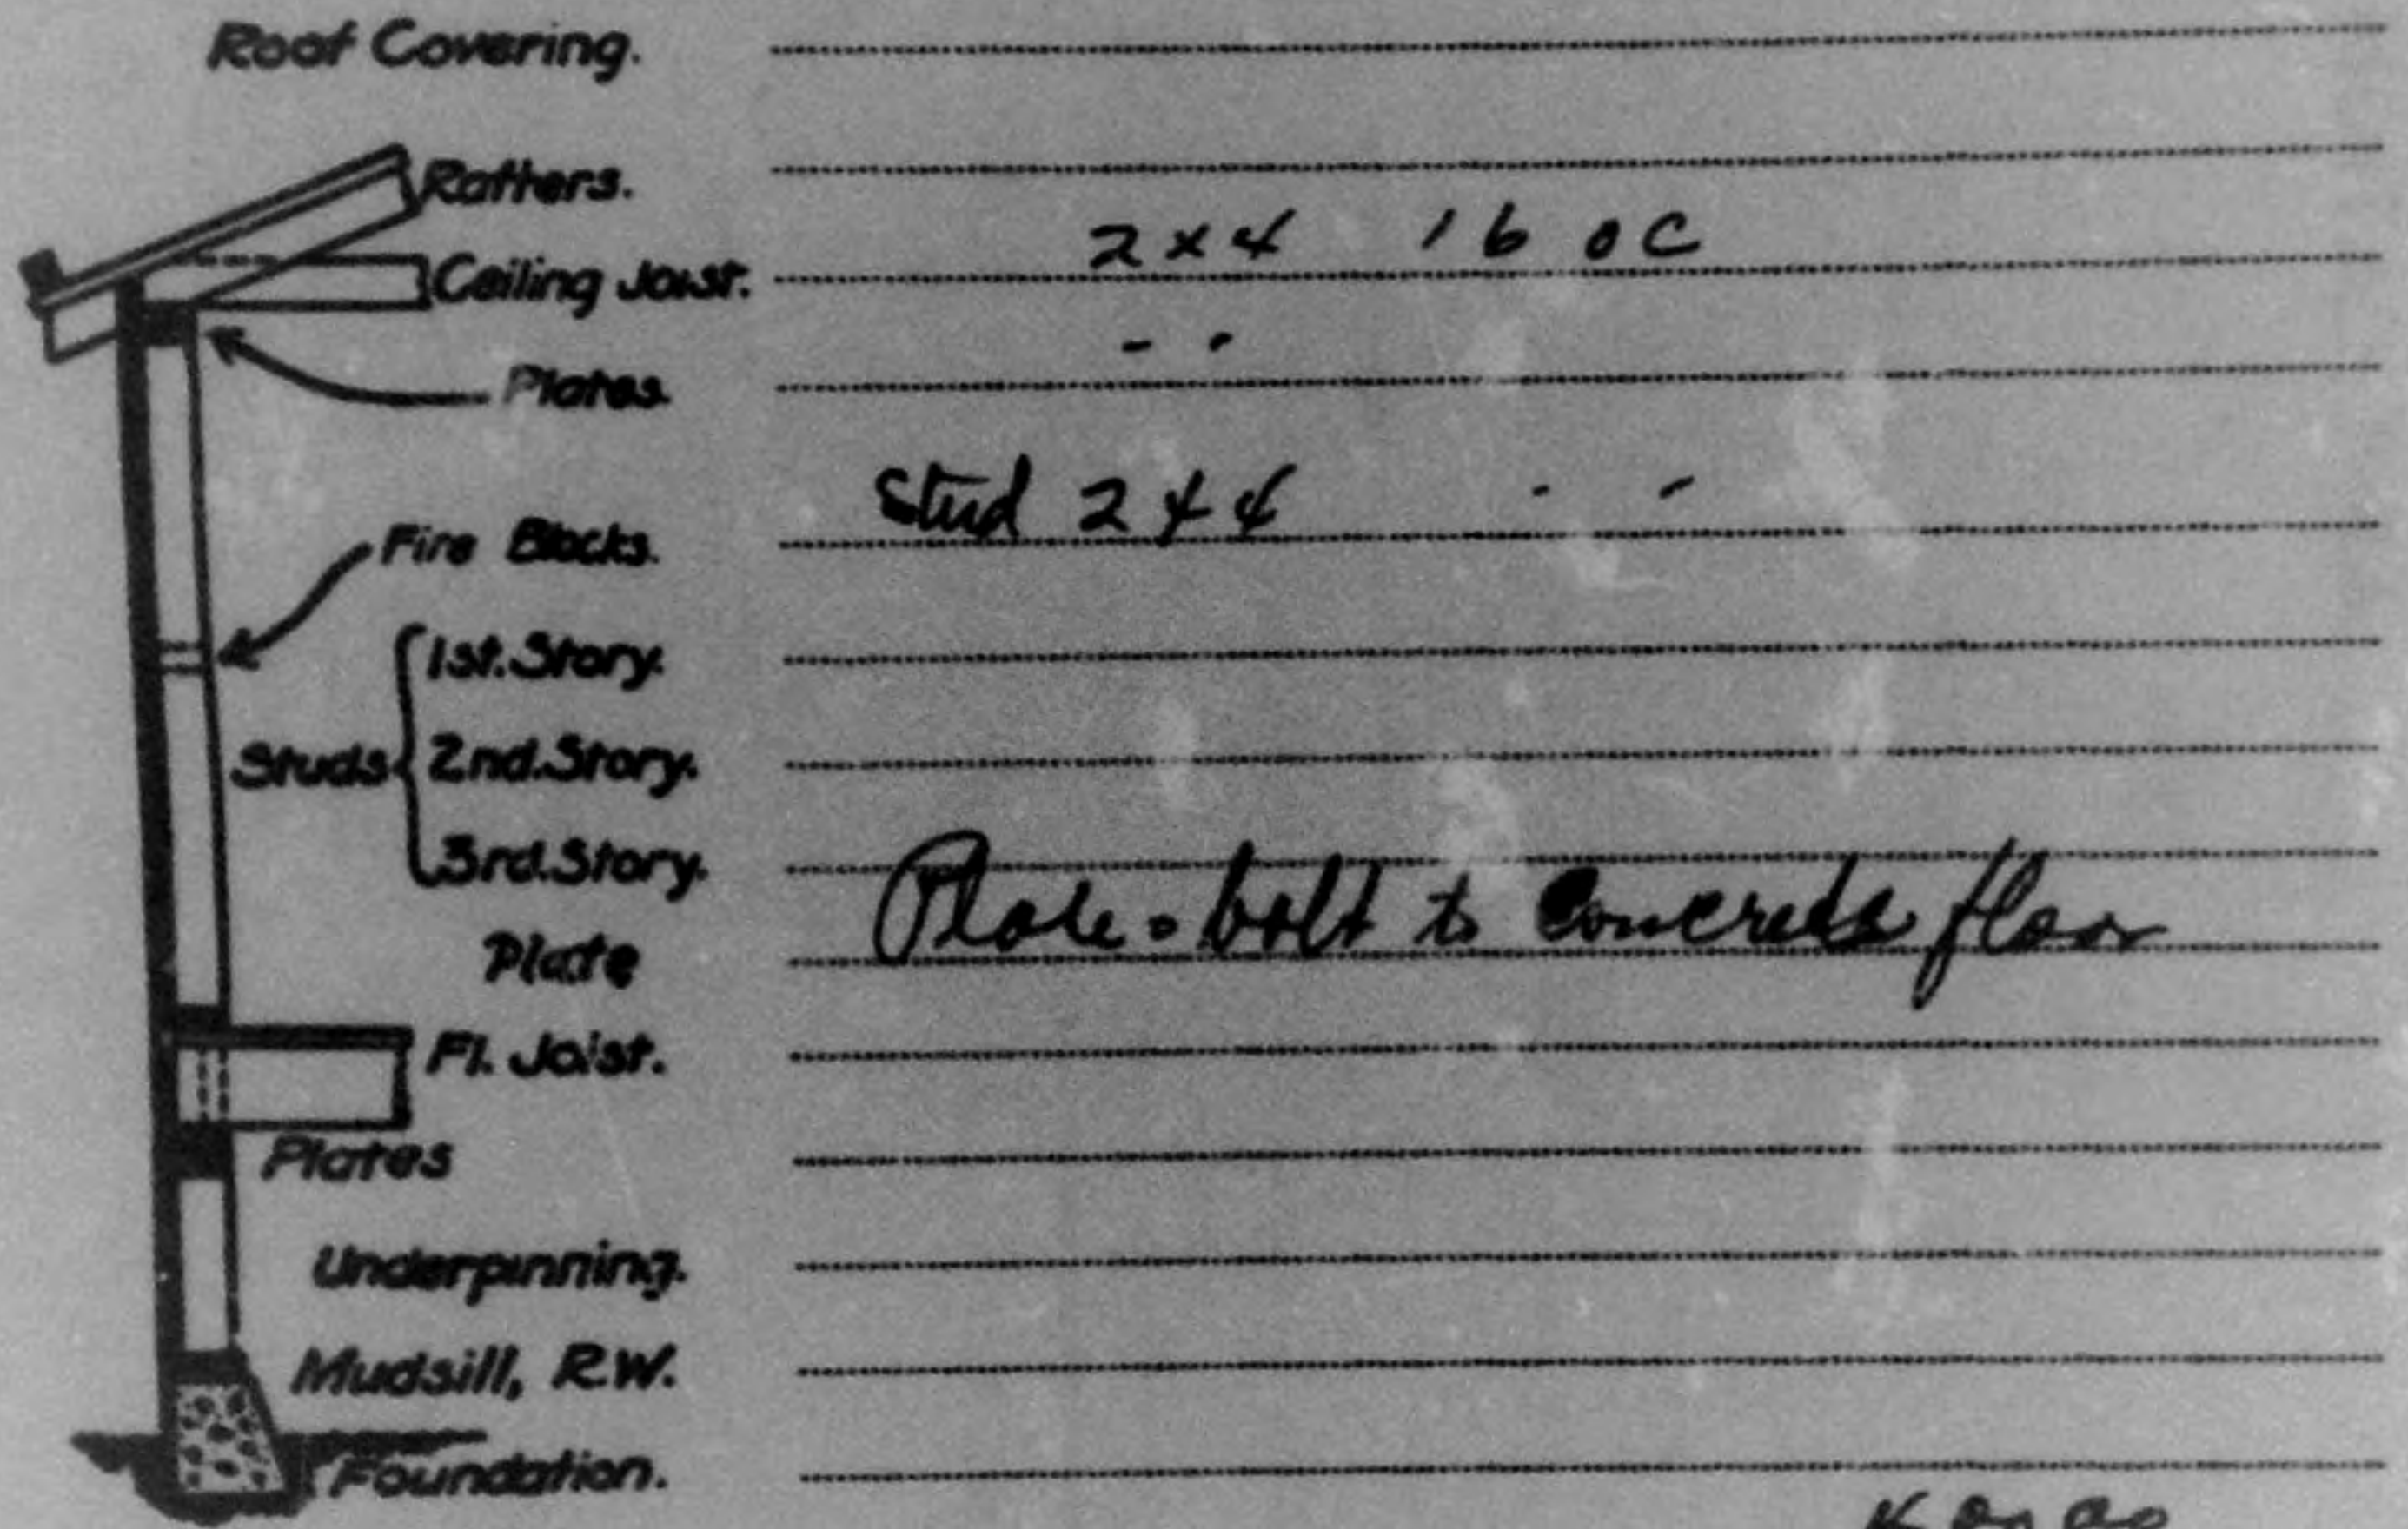 Roof Covering.
Rafters.
Ceiling Joist. 2x4 16 OC
Plates - -
Fire Blocks. Stud 2x4 - -
1st. Story.
Studs 2nd. Story.
3rd. Story.
Plate Plate - bolt to Concrete floor
Fl. Joist.
Plates
Underpinning.
Mudsill, R.W.
Foundation.